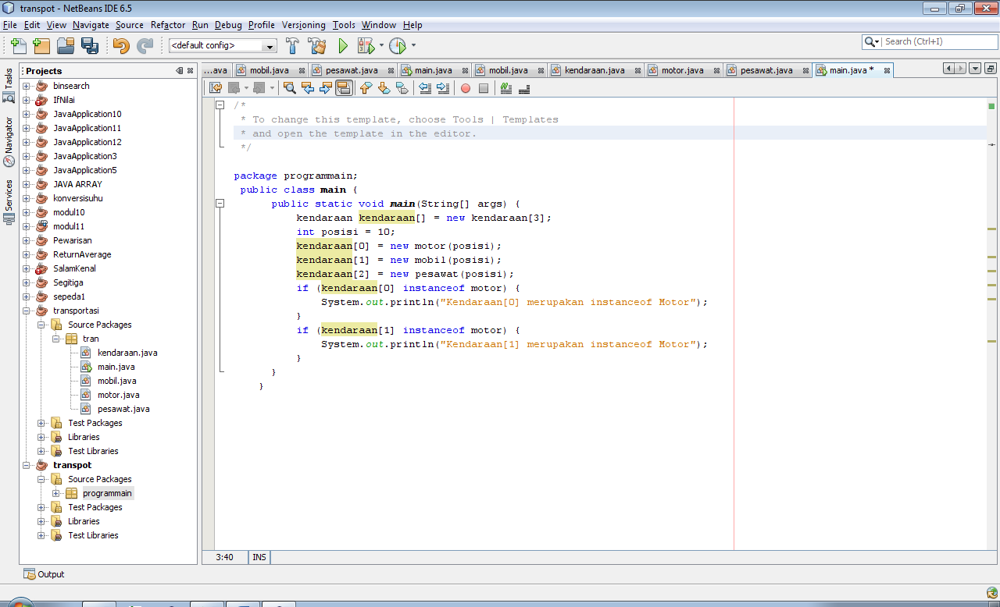 transpot - NetBeans IDE 6.5
File Edit View Navigate Source Refactor Run Debug Profile Versioning Tools Window Help
<default config>
Search (Ctrl+I)
Tasks
Navigator
Services
Projects
binsearch
IfNilai
JavaApplication10
JavaApplication11
JavaApplication12
JavaApplication3
JavaApplication5
JAVA ARRAY
konversisuhu
modul10
modul11
Pewarisan
ReturnAverage
SalamKenal
Segitiga
sepeda1
transportasi
Source Packages
tran
kendaraan.java
main.java
mobil.java
motor.java
pesawat.java
Test Packages
Libraries
Test Libraries
transpot
Source Packages
programmain
Test Packages
Libraries
Test Libraries
...ava mobil.java pesawat.java main.java mobil.java kendaraan.java motor.java pesawat.java main.java *
/*
* To change this template, choose Tools | Templates
* and open the template in the editor.
*/
package programmain;
public class main {
public static void main(String[] args) {
kendaraan kendaraan[] = new kendaraan[3];
int posisi = 10;
kendaraan[0] = new motor(posisi);
kendaraan[1] = new mobil(posisi);
kendaraan[2] = new pesawat(posisi);
if (kendaraan[0] instanceof motor) {
System.out.println("Kendaraan[0] merupakan instanceof Motor");
}
if (kendaraan[1] instanceof motor) {
System.out.println("Kendaraan[1] merupakan instanceof Motor");
}
}
}
3:40 INS
Output